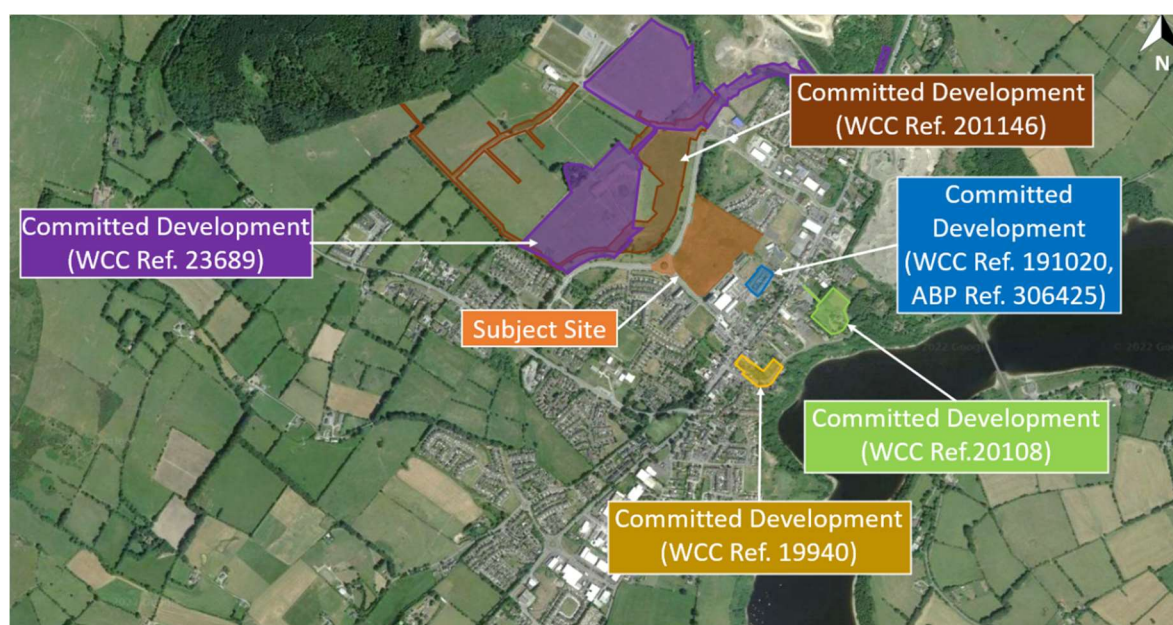 N
Committed Development
(WCC Ref. 201146)
Committed
Development
(WCC Ref. 191020,
ABP Ref. 306425)
Committed Development
(WCC Ref. 23689)
Subject Site
Committed Development
(WCC Ref.20108)
Committed Development
(WCC Ref. 19940)